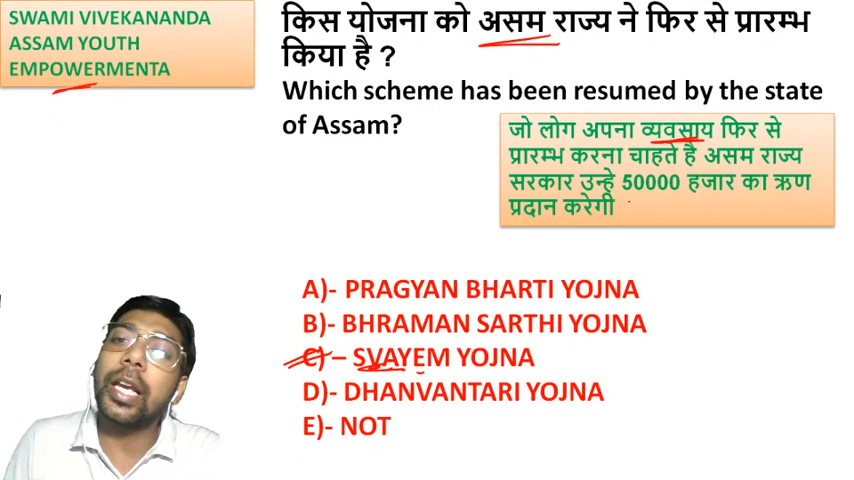 SWAMI VIVEKANANDA
ASSAM YOUTH
EMPOWERMENTA
किस योजना को असम राज्य ने फिर से प्रारम्भ
किया है ?
Which scheme has been resumed by the state
of Assam?
जो लोग अपना व्यवसाय फिर से
प्रारम्भ करना चाहते है असम राज्य
सरकार उन्हे 50000 हजार का ऋण
प्रदान करेगी
A)- PRAGYAN BHARTI YOJNA
B)- BHRAMAN SARTHI YOJNA
C) – SVAYEM YOJNA
D)- DHANVANTARI YOJNA
E)- NOT